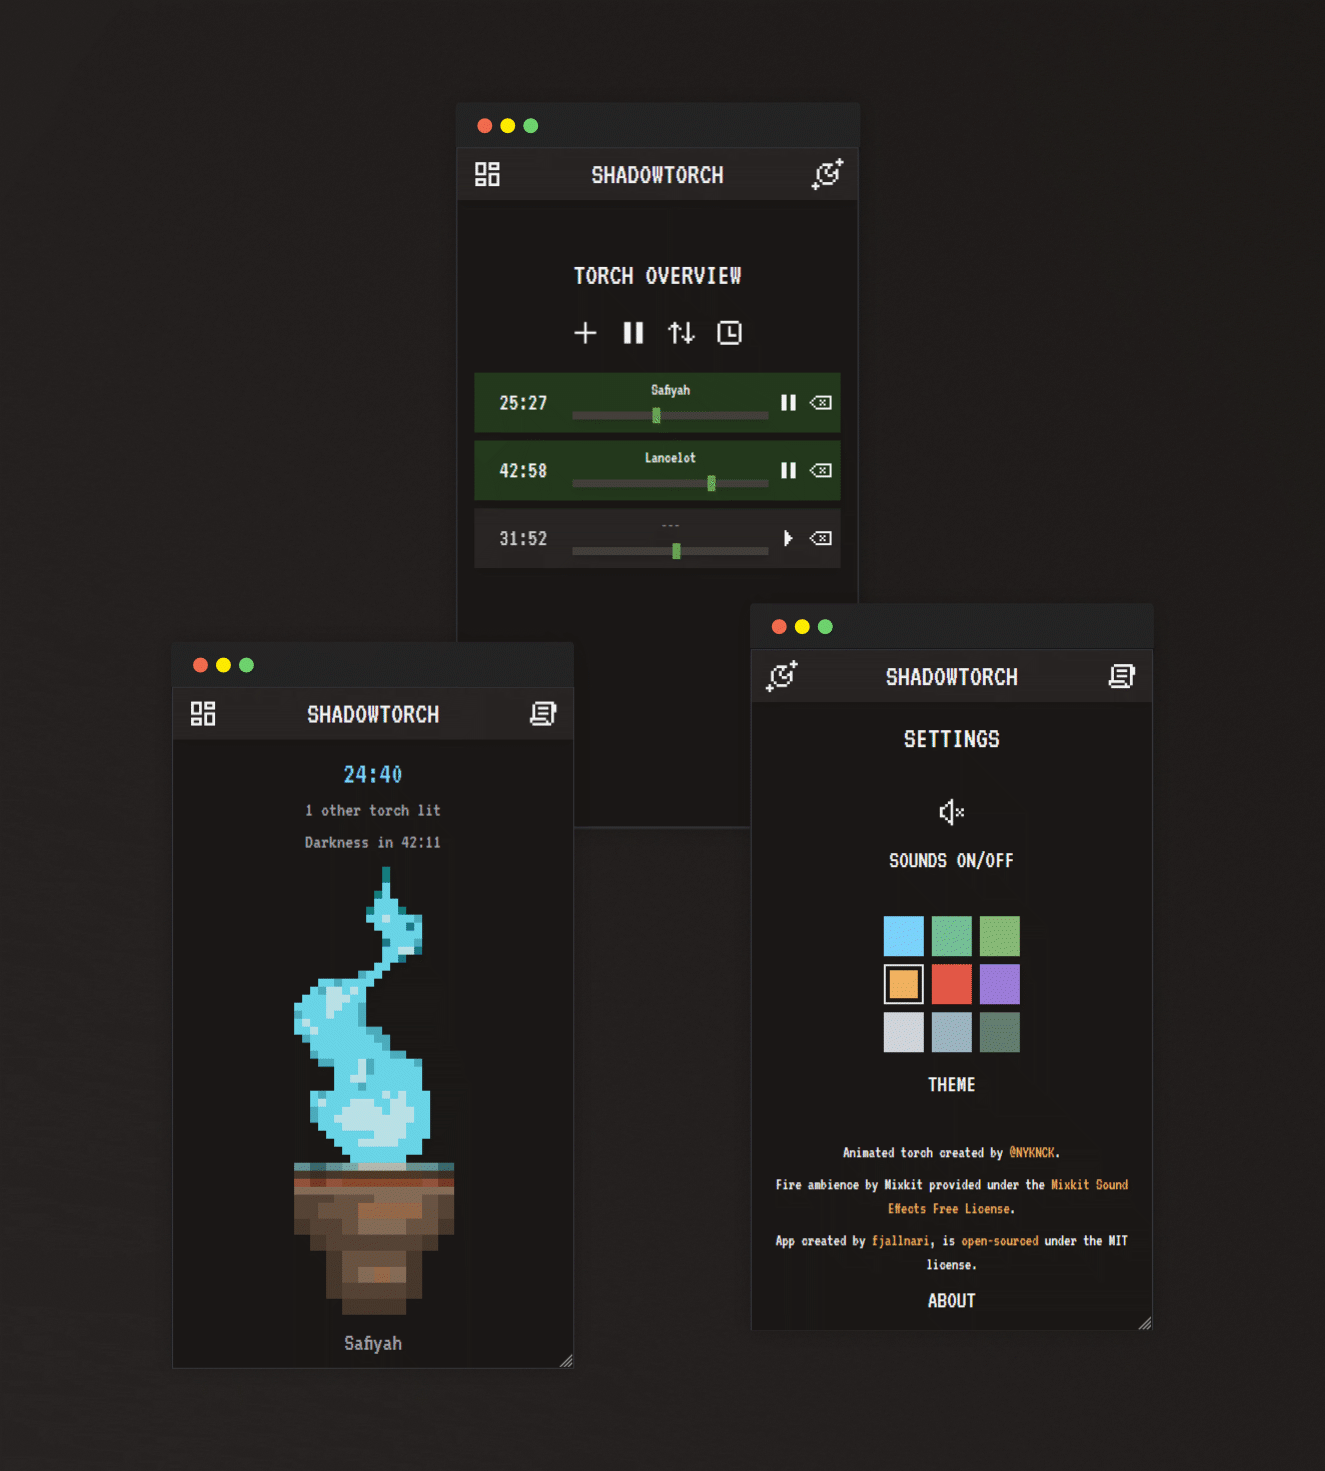 SHADOWTORCH
TORCH OVERVIEW
Safiyah
25:27
Lancelot
42:58
---
31:52
SHADOWTORCH
24:40
1 other torch lit
Darkness in 42:11
Safiyah
SHADOWTORCH
SETTINGS
SOUNDS ON/OFF
THEME
Animated torch created by @NYKNCK.
Fire ambience by Mixkit provided under the Mixkit Sound
Effects Free License.
App created by fjallnari, is open-sourced under the MIT
license.
ABOUT